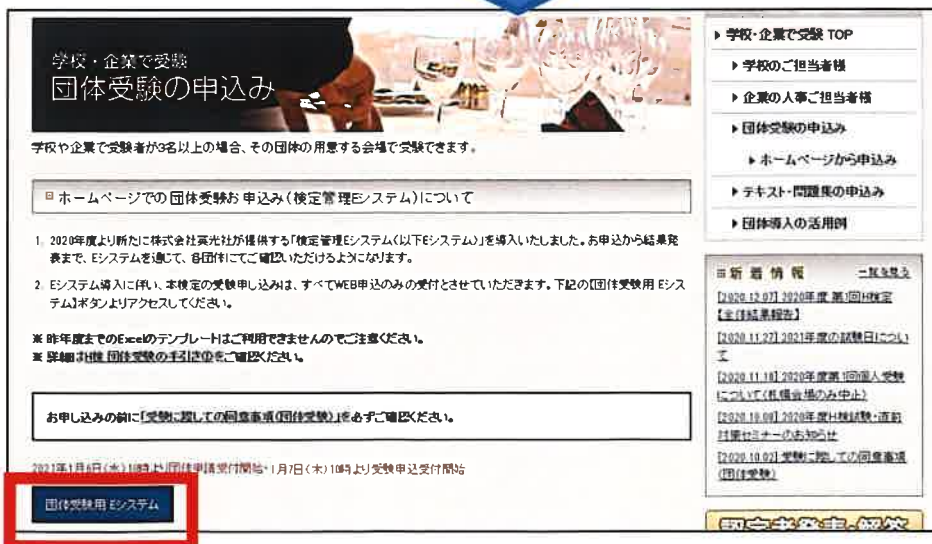 学校・企業で受験
団体受験の申込み
学校や企業で受験者が3名以上の場合、その団体の用意する会場で受験できます。
ホームページでの団体受験お申込み(検定管理Eシステム)について
1. 2020年度より新たに株式会社英光社が提供する「検定管理Eシステム(以下Eシステム)」を導入いたしました。お申込から結果発
表まで、Eシステムを通じて、各団体にてご確認いただけるようになります。
2. Eシステム導入に伴い、本検定の受験申し込みは、すべてWEB申込のみの受付とさせていただきます。下記の【団体受験用 Eシス
テム】ボタンよりアクセスしてください。
※ 昨年度までのExcelのテンプレートはご利用できませんのでご注意ください。
※ 詳細はH検 団体受験の手引き①をご確認ください。
お申し込みの前に「受験に際しての同意事項(団体受験)」を必ずご確認ください。
2021年1月6日(水)10時より団体申請受付開始・1月7日(木)10時より受験申込受付開始
団体受験用 Eシステム
学校・企業で受験 TOP
学校のご担当者様
企業の人事ご担当者様
団体受験の申込み
ホームページから申込み
テキスト・問題集の申込み
団体導入の活用例
新着情報 一覧を見る
[2020.12.07] 2020年度 第1回H検定
【全体結果報告】
[2020.11.27] 2021年度の試験日につい
て
[2020.11.18] 2020年度第1回個人受験
について(札幌会場のみ中止)
[2020.10.08] 2020年度H検試験・直前
対策セミナーのお知らせ
[2020.10.02] 受験に際しての同意事項
(団体受験)
認定者発表・解答